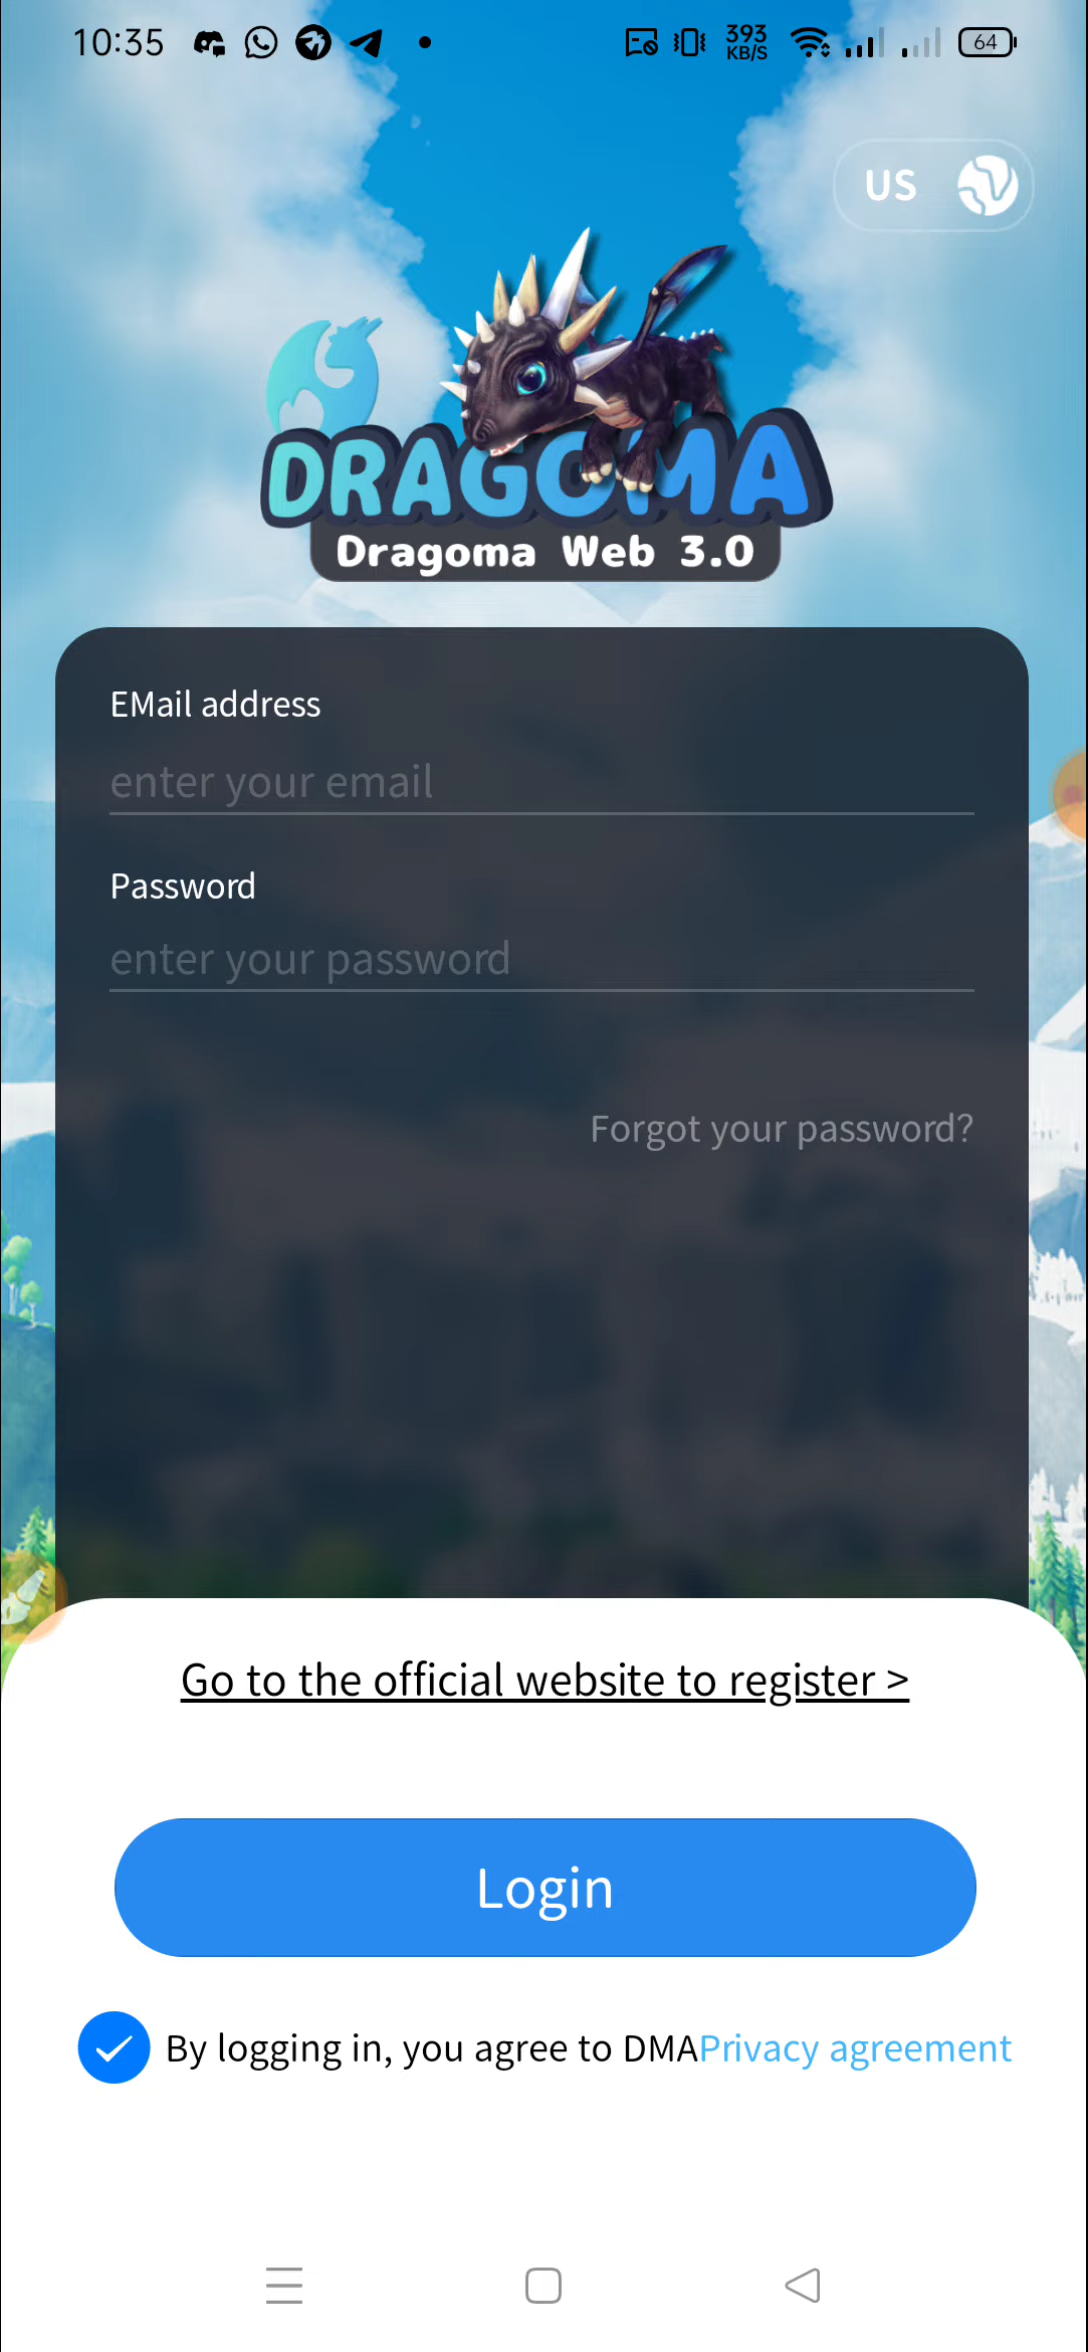 10:35
393 KB/S
64
US
DRAGOMA
Dragoma Web 3.0
EMail address
enter your email
Password
enter your password
Forgot your password?
Go to the official website to register >
Login
By logging in, you agree to DMAPrivacy agreement